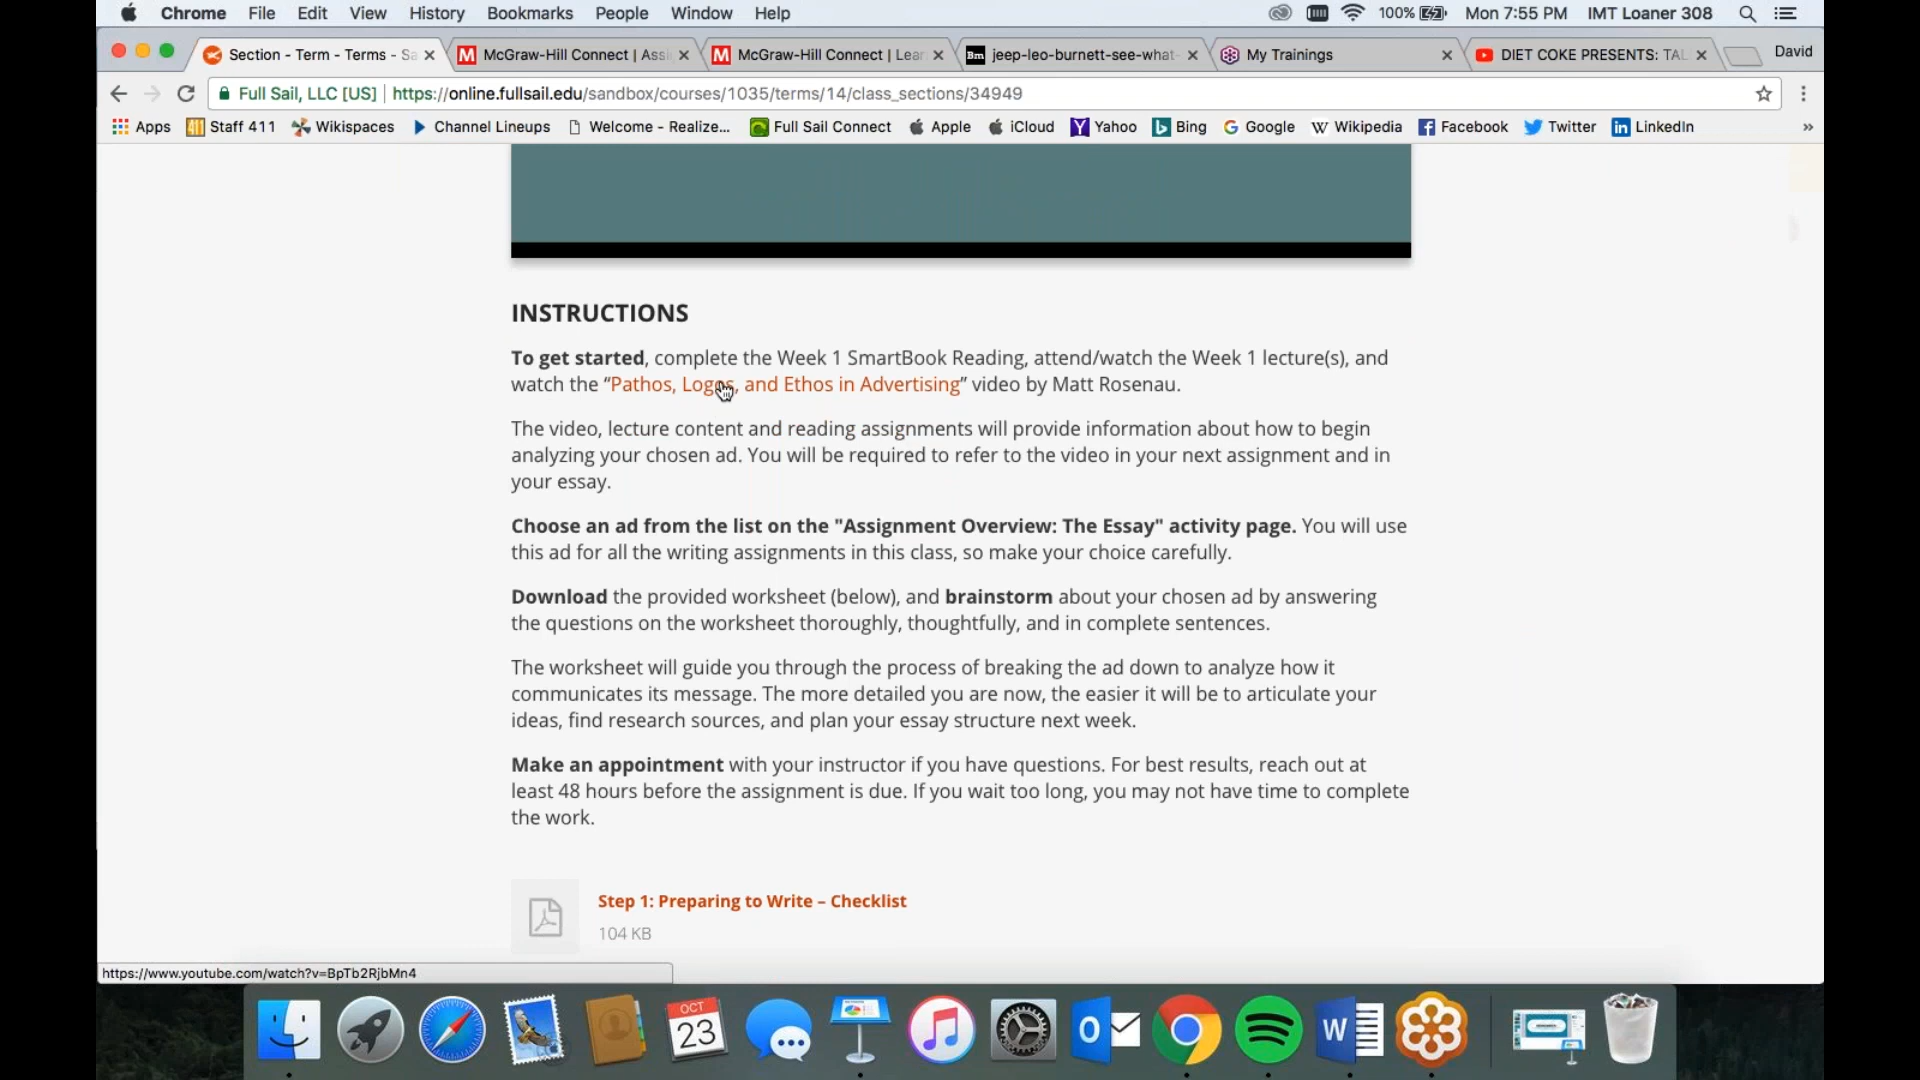 Chrome File Edit View History Bookmarks People Window Help 100% Mon 7:55 PM IMT Loaner 308
Section - Term - Terms - Sa McGraw-Hill Connect | Assi McGraw-Hill Connect | Lear Bm jeep-leo-burnett-see-what- My Trainings DIET COKE PRESENTS: TAL David
Full Sail, LLC [US] https://online.fullsail.edu/sandbox/courses/1035/terms/14/class_sections/34949
Apps 411 Staff 411 Wikispaces Channel Lineups Welcome - Realize... Full Sail Connect Apple iCloud Yahoo Bing Google Wikipedia Facebook Twitter LinkedIn »
INSTRUCTIONS
To get started, complete the Week 1 SmartBook Reading, attend/watch the Week 1 lecture(s), and
watch the “Pathos, Logos, and Ethos in Advertising” video by Matt Rosenau.
The video, lecture content and reading assignments will provide information about how to begin
analyzing your chosen ad. You will be required to refer to the video in your next assignment and in
your essay.
Choose an ad from the list on the "Assignment Overview: The Essay" activity page. You will use
this ad for all the writing assignments in this class, so make your choice carefully.
Download the provided worksheet (below), and brainstorm about your chosen ad by answering
the questions on the worksheet thoroughly, thoughtfully, and in complete sentences.
The worksheet will guide you through the process of breaking the ad down to analyze how it
communicates its message. The more detailed you are now, the easier it will be to articulate your
ideas, find research sources, and plan your essay structure next week.
Make an appointment with your instructor if you have questions. For best results, reach out at
least 48 hours before the assignment is due. If you wait too long, you may not have time to complete
the work.
Step 1: Preparing to Write – Checklist
104 KB
https://www.youtube.com/watch?v=BpTb2RjbMn4
OCT
23